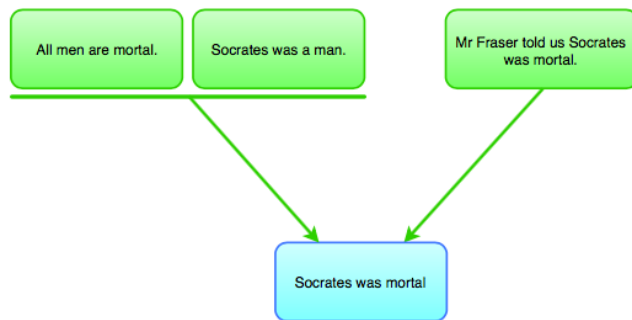 All men are mortal.
Socrates was a man.
Mr Fraser told us Socrates
was mortal.
Socrates was mortal